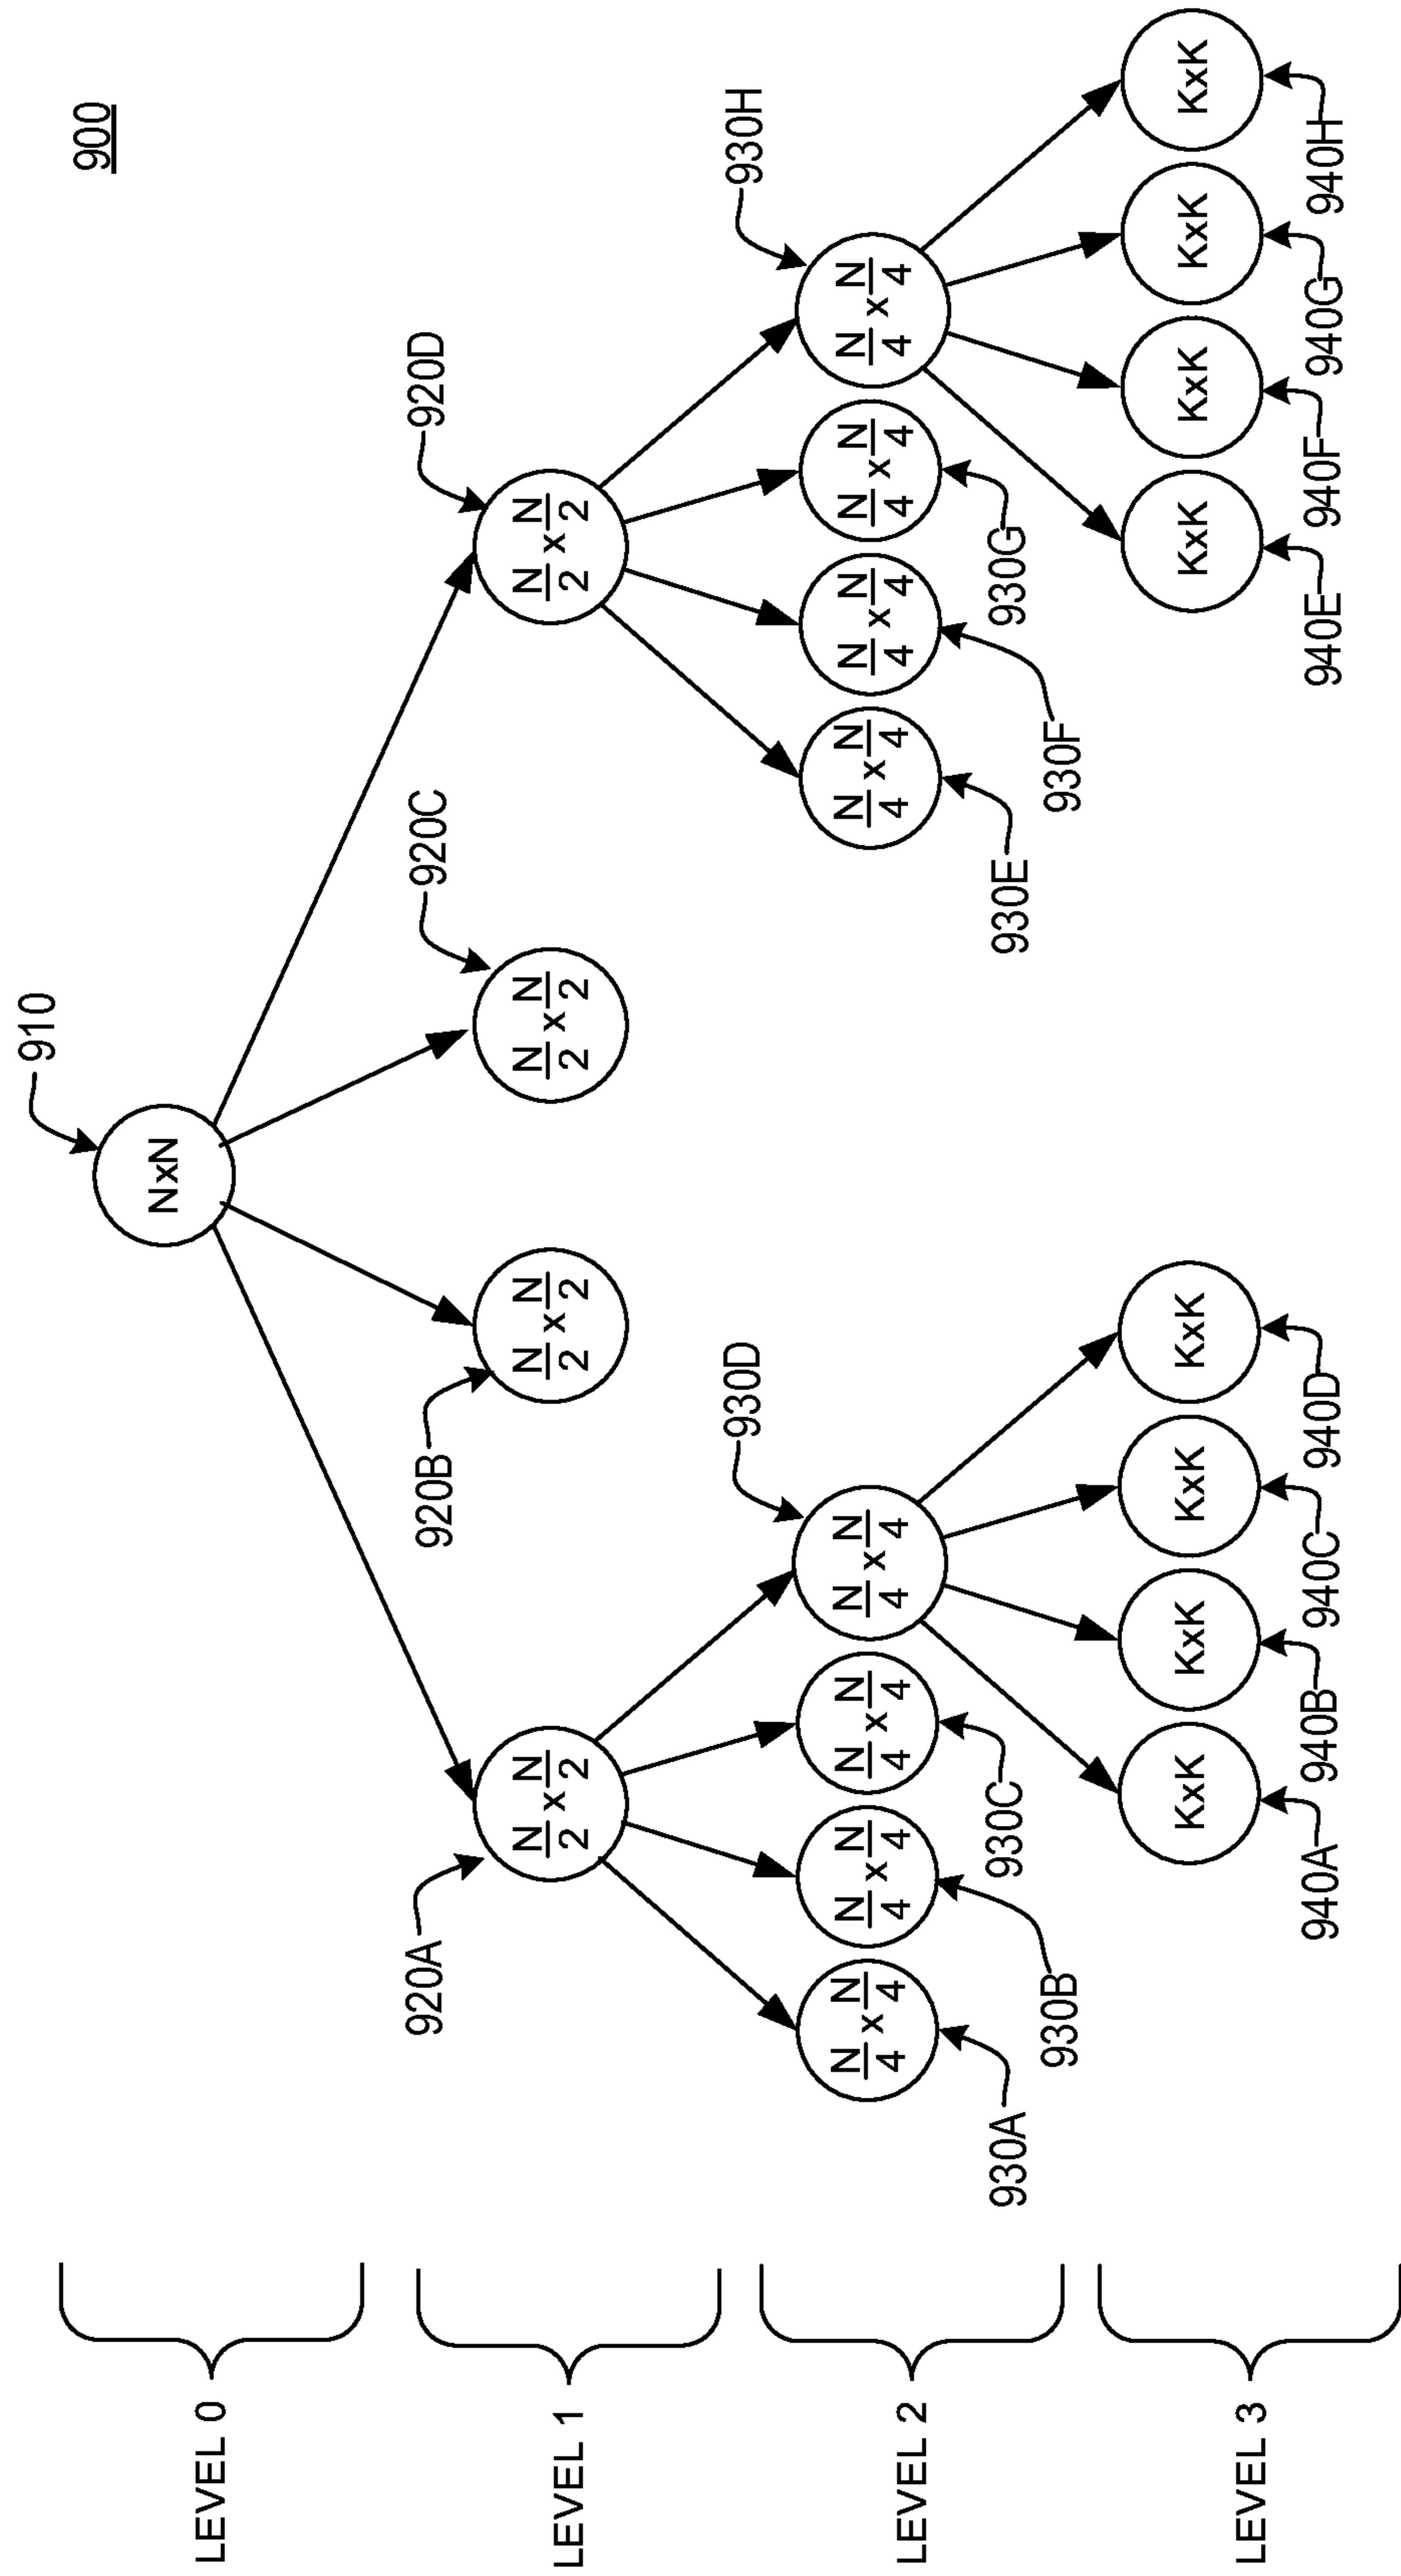 900
910
NxN
LEVEL 0
920A
920B
920C
920D
N/2 x N/2
N/2 x N/2
N/2 x N/2
N/2 x N/2
LEVEL 1
930D
930H
N/4 x N/4
N/4 x N/4
N/4 x N/4
N/4 x N/4
N/4 x N/4
N/4 x N/4
N/4 x N/4
N/4 x N/4
930A
930B
930C
930E
930F
930G
LEVEL 2
KxK
KxK
KxK
KxK
KxK
KxK
KxK
KxK
940A
940B
940C
940D
940E
940F
940G
940H
LEVEL 3